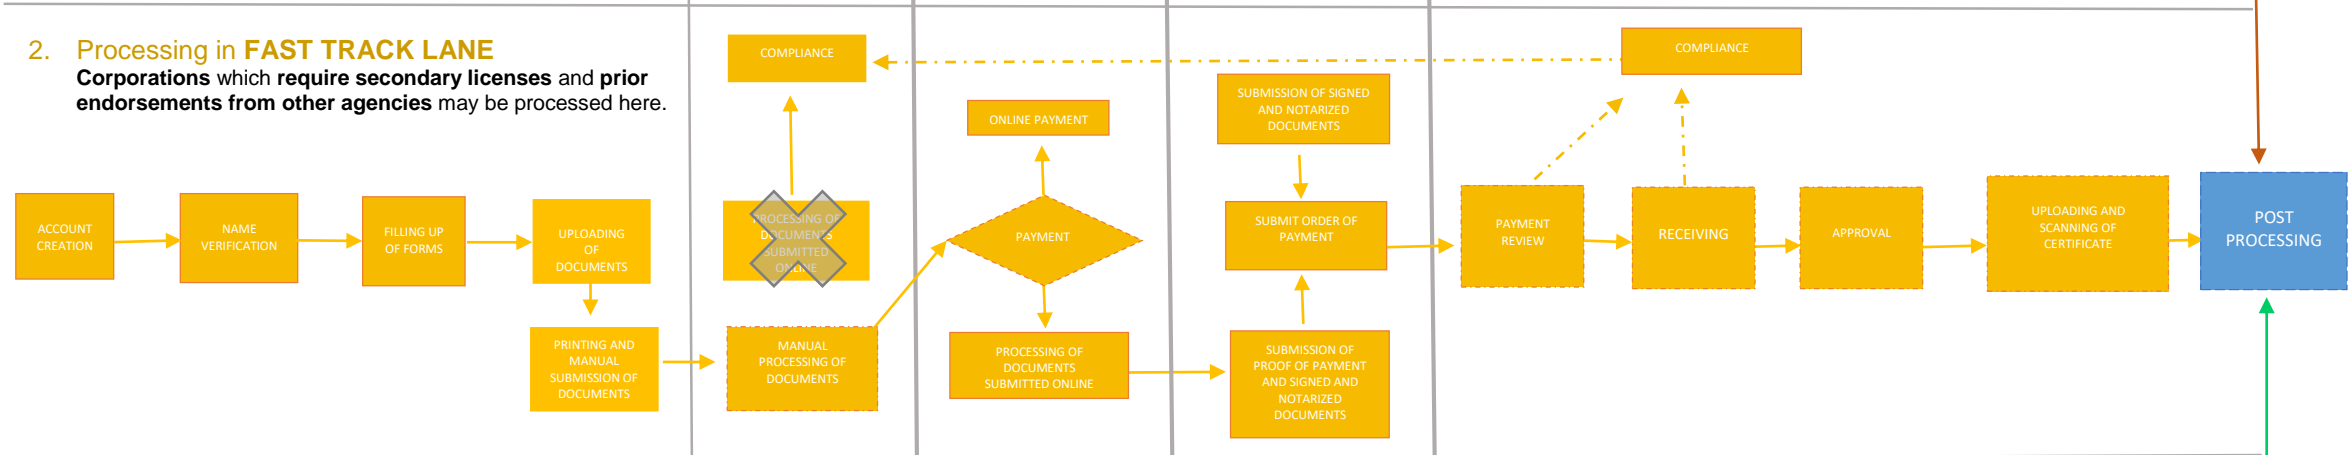 2. Processing in FAST TRACK LANE
Corporations which require secondary licenses and prior
endorsements from other agencies may be processed here.
ACCOUNT
CREATION
NAME
VERIFICATION
FILLING UP
OF FORMS
UPLOADING
OF
DOCUMENTS
PRINTING AND
MANUAL
SUBMISSION OF
DOCUMENTS
COMPLIANCE
PROCESSING OF
DOCUMENTS
SUBMITTED
ONLINE
MANUAL
PROCESSING OF
DOCUMENTS
ONLINE PAYMENT
PAYMENT
PROCESSING OF
DOCUMENTS
SUBMITTED ONLINE
SUBMISSION OF SIGNED
AND NOTARIZED
DOCUMENTS
SUBMIT ORDER OF
PAYMENT
SUBMISSION OF
PROOF OF PAYMENT
AND SIGNED AND
NOTARIZED
DOCUMENTS
COMPLIANCE
PAYMENT
REVIEW
RECEIVING
APPROVAL
UPLOADING AND
SCANNING OF
CERTIFICATE
POST
PROCESSING